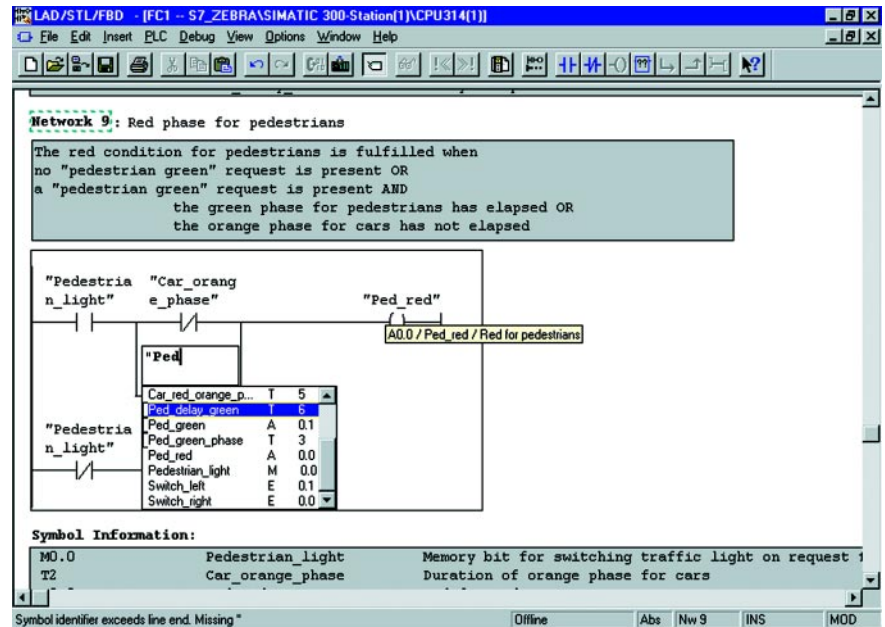 LAD/STL/FBD - [FC1 -- S7_ZEBRA\SIMATIC 300-Station(1)\CPU314(1)]
File Edit Insert PLC Debug View Options Window Help
Network 9: Red phase for pedestrians
The red condition for pedestrians is fulfilled when
no "pedestrian green" request is present OR
a "pedestrian green" request is present AND
the green phase for pedestrians has elapsed OR
the orange phase for cars has not elapsed
"Pedestria "Car_orang
n_light" e_phase" "Ped_red"
A0.0 / Ped_red / Red for pedestrians
"Ped
Car_red_orange_p... T 5
Ped_delay_green T 6
Ped_green A 0.1
Ped_green_phase T 3
Ped_red A 0.0
Pedestrian_light M 0.0
Switch_left E 0.1
Switch_right E 0.0
"Pedestria
n_light"
Symbol Information:
M0.0 Pedestrian_light Memory bit for switching traffic light on request
T2 Car_orange_phase Duration of orange phase for cars
Symbol identifier exceeds line end. Missing " Offline Abs Nw 9 INS MOD